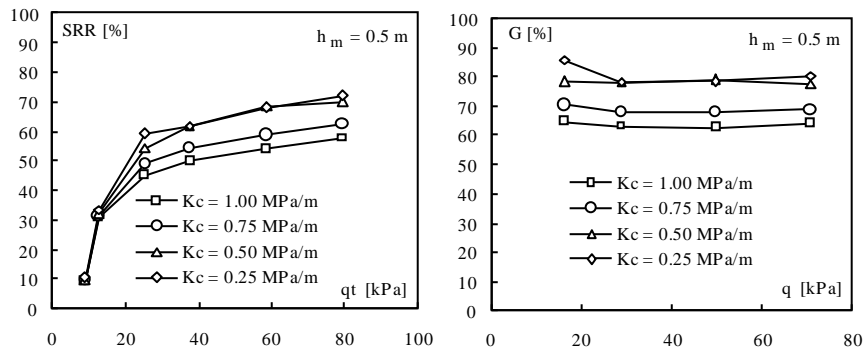 100
90
80
70
60
50
40
30
20
10
0
SRR [%]
h m = 0.5 m
Kc = 1.00 MPa/m
Kc = 0.75 MPa/m
Kc = 0.50 MPa/m
Kc = 0.25 MPa/m
qt [kPa]
0 20 40 60 80 100
100
90
80
70
60
50
40
30
20
10
0
G [%]
h m = 0.5 m
Kc = 1.00 MPa/m
Kc = 0.75 MPa/m
Kc = 0.50 MPa/m
Kc = 0.25 MPa/m
q [kPa]
0 20 40 60 80